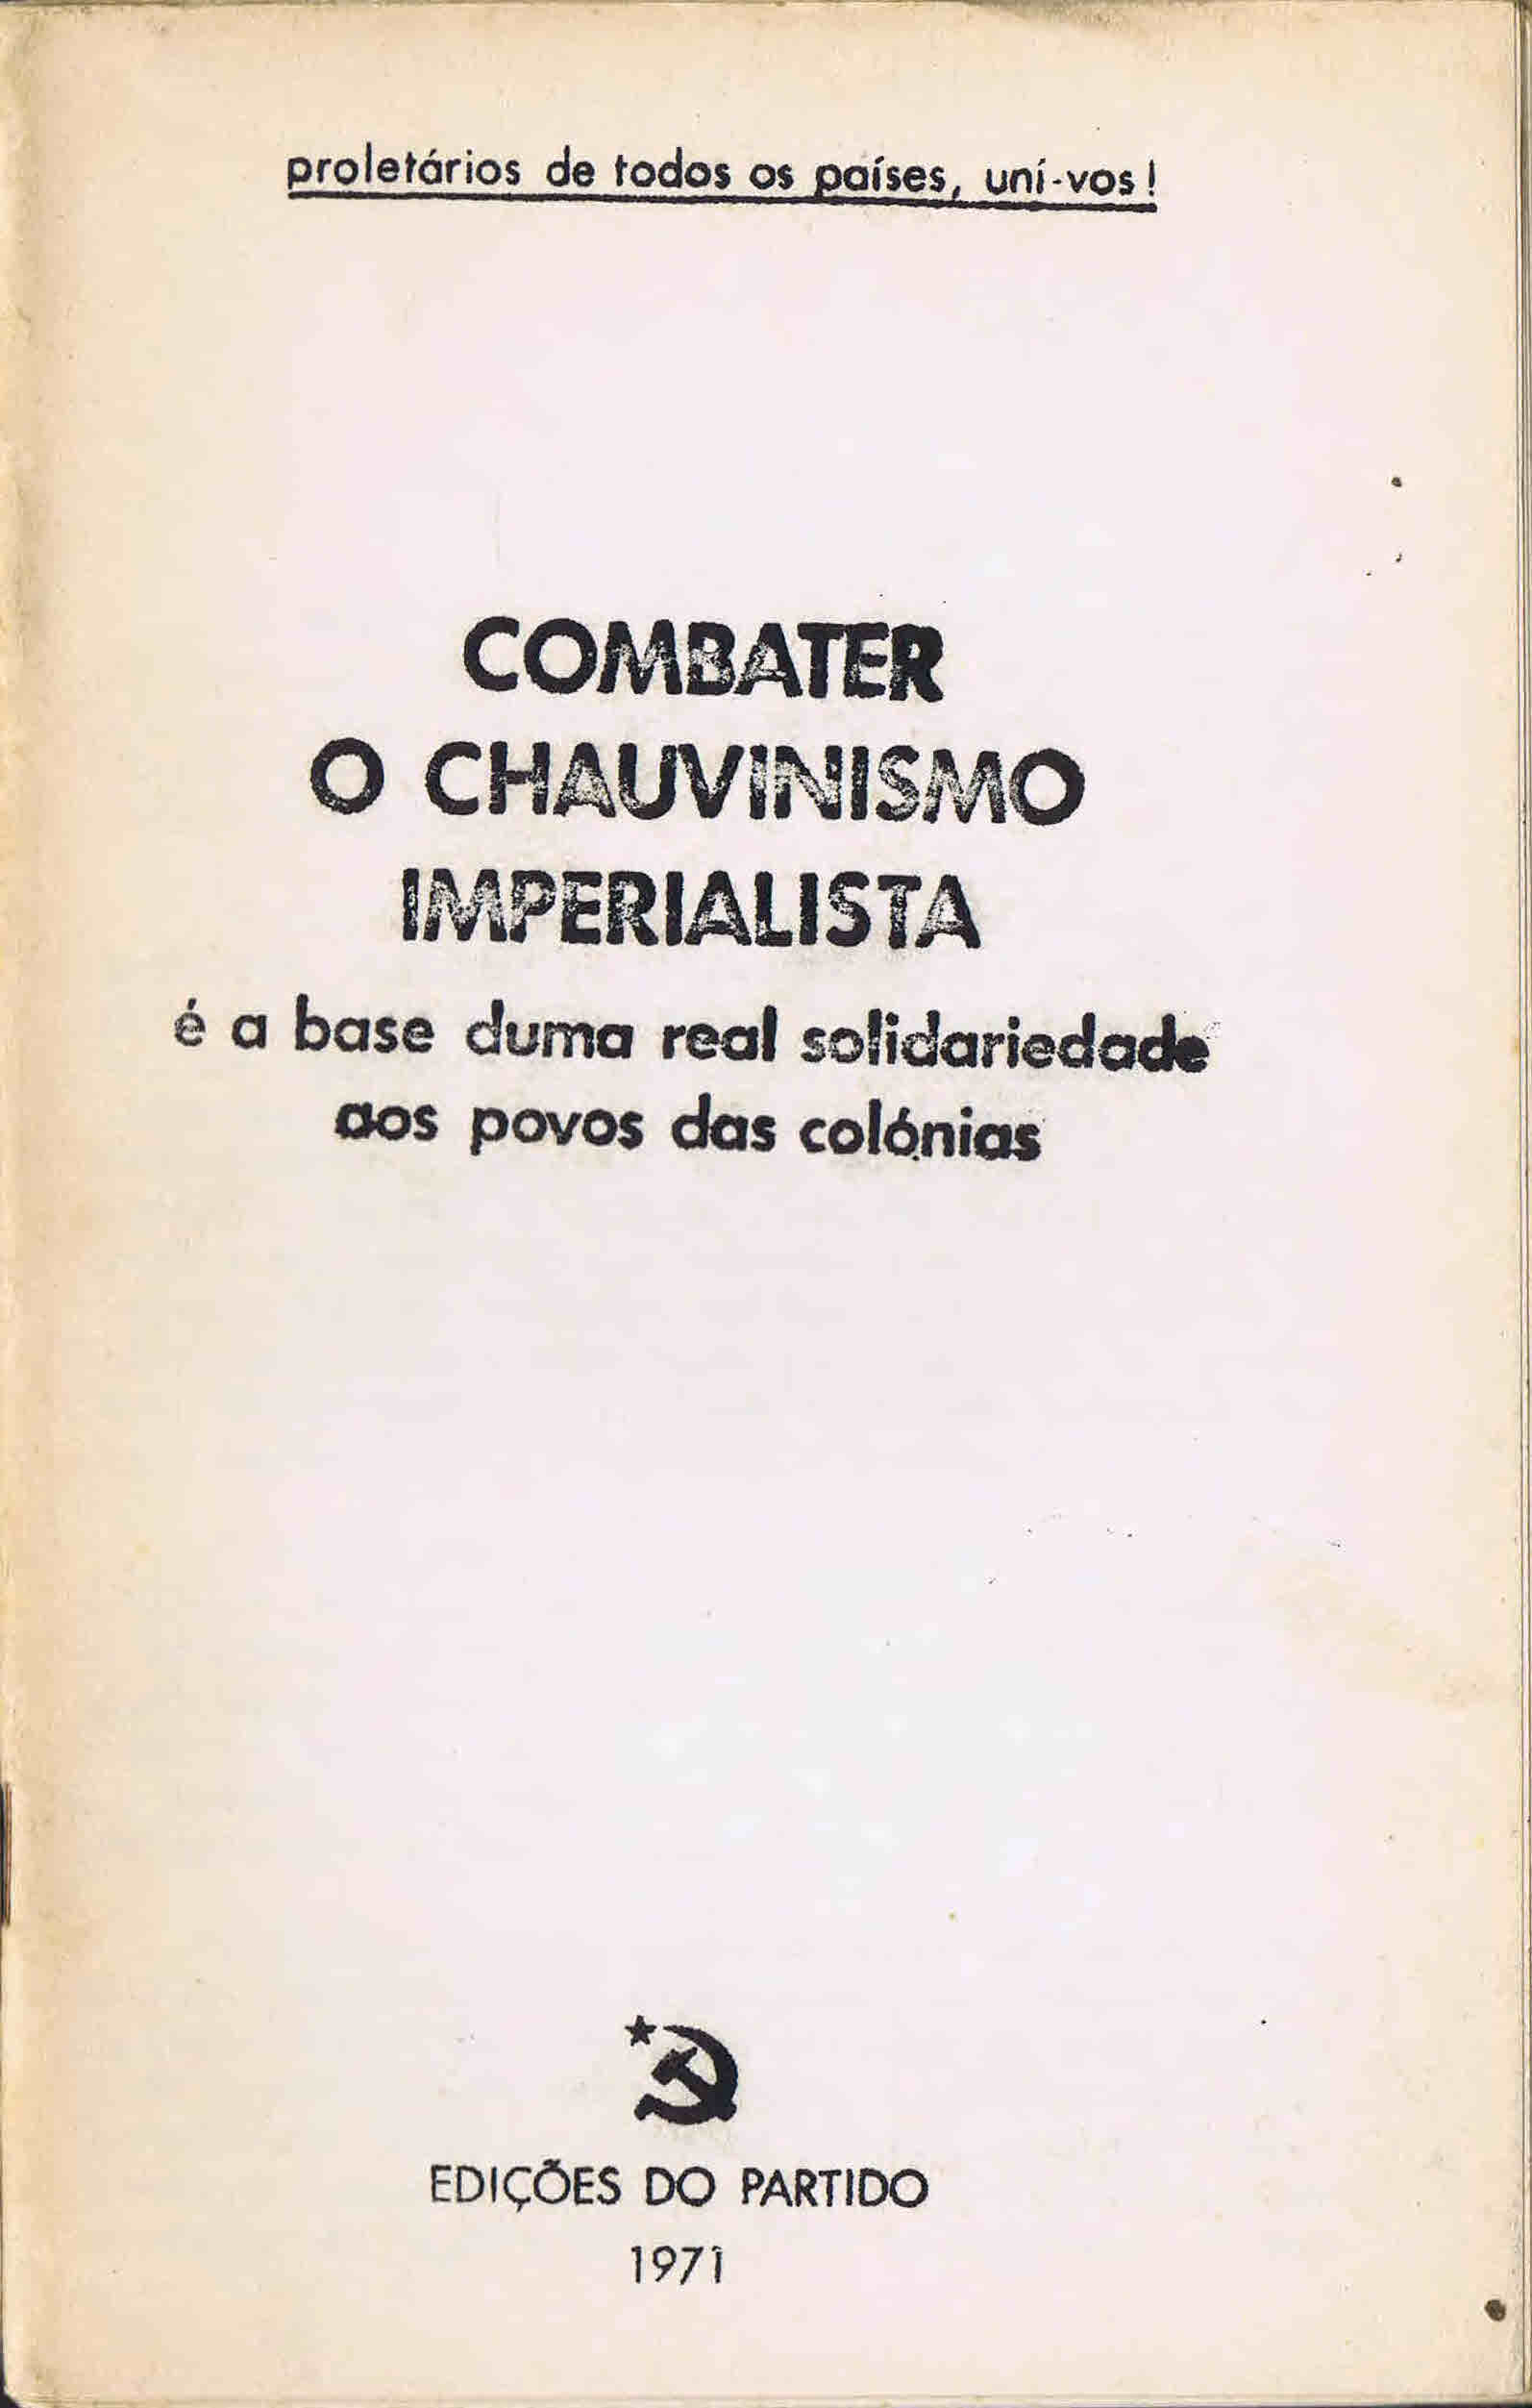 proletários de todos os países, uní-vos!
COMBATER
O CHAUVINISMO
IMPERIALISTA
é a base duma real solidariedade
aos povos das colónias
EDIÇÕES DO PARTIDO
1971